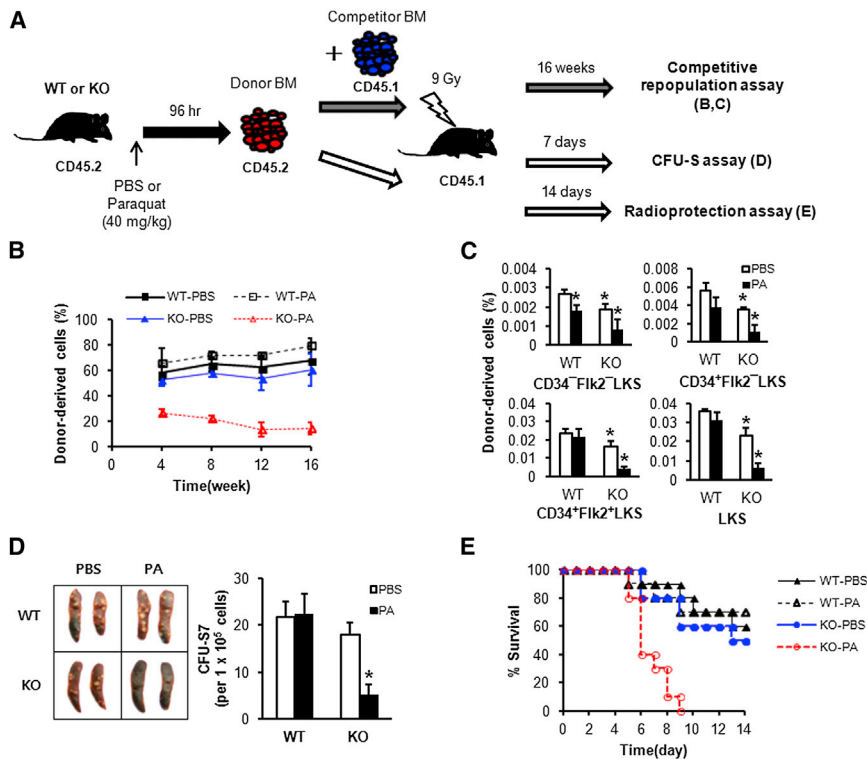 A
WT or KO
CD45.2
PBS or
Paraquat
(40 mg/kg)
96 hr
Donor BM
CD45.2
Competitor BM
+
CD45.1
9 Gy
CD45.1
16 weeks
Competitive
repopulation assay
(B,C)
7 days
CFU-S assay (D)
14 days
Radioprotection assay (E)
B
WT-PBS
WT-PA
KO-PBS
KO-PA
Donor-derived cells (%)
100
80
60
40
20
0
0 4 8 12 16
Time(week)
C
Donor-derived cells (%)
0.004
0.003
0.002
0.001
0
* * *
WT KO
CD34⁻Flk2⁻LKS
0.008
0.006
0.004
0.002
0
PBS
PA
* *
WT KO
CD34⁺Flk2⁻LKS
0.04
0.03
0.02
0.01
0
* *
WT KO
CD34⁺Flk2⁺LKS
0.04
0.03
0.02
0.01
0
* *
WT KO
LKS
D
PBS PA
WT
KO
CFU-S7
(per 1 x 10⁵ cells)
30
20
10
0
PBS
PA
*
WT KO
E
% Survival
100
80
60
40
20
0
0 2 4 6 8 10 12 14
Time(day)
WT-PBS
WT-PA
KO-PBS
KO-PA